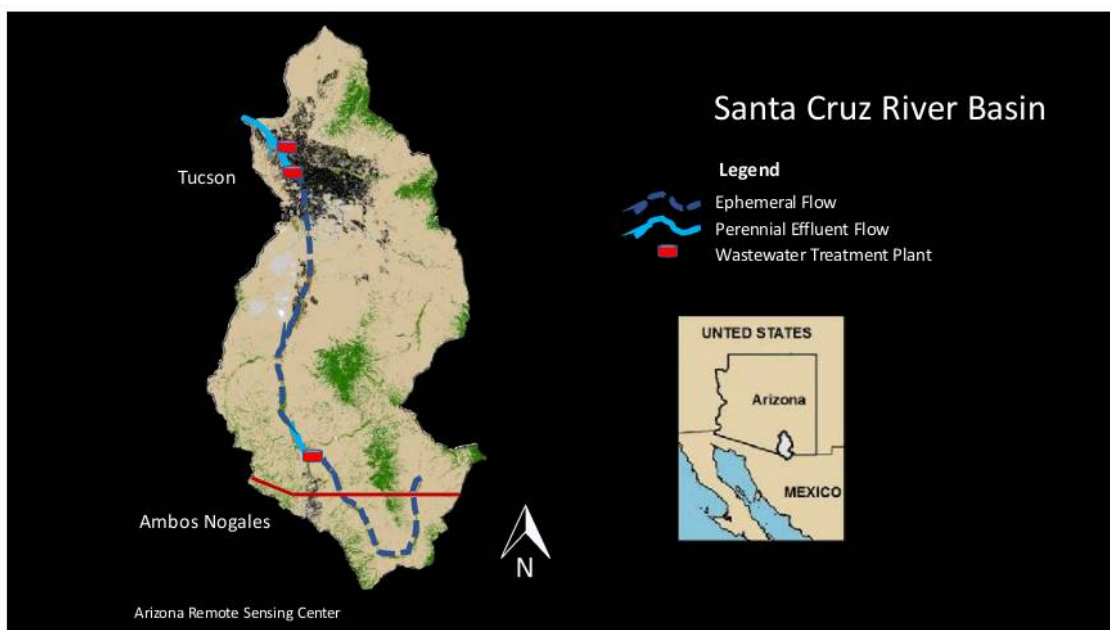 Santa Cruz River Basin
Tucson
Legend
Ephemeral Flow
Perennial Effluent Flow
Wastewater Treatment Plant
UNITED STATES
Arizona
MEXICO
Ambos Nogales
N
Arizona Remote Sensing Center